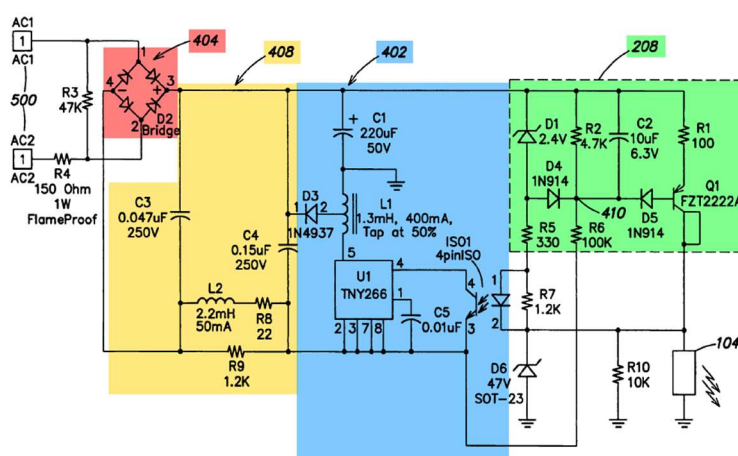 AC1
1
AC1
500
AC2
1
AC2
R3
47K
R4
150 Ohm
1W
FlameProof
404
1
4
3
2
D2
Bridge
408
C3
0.047uF
250V
C4
0.15uF
250V
L2
2.2mH
50mA
R8
22
R9
1.2K
402
C1
220uF
50V
D3
1
2
1N4937
L1
1.3mH, 400mA,
Tap at 50%
5
U1
TNY266
4
1
2
3
7
8
C5
0.01uF
ISO1
4pinISO
4
3
1
2
208
D1
2.4V
R2
4.7K
C2
10uF
6.3V
R1
100
D4
1N914
410
D5
1N914
Q1
FZT2222A
R5
330
R6
100K
R7
1.2K
D6
47V
SOT-23
R10
10K
104